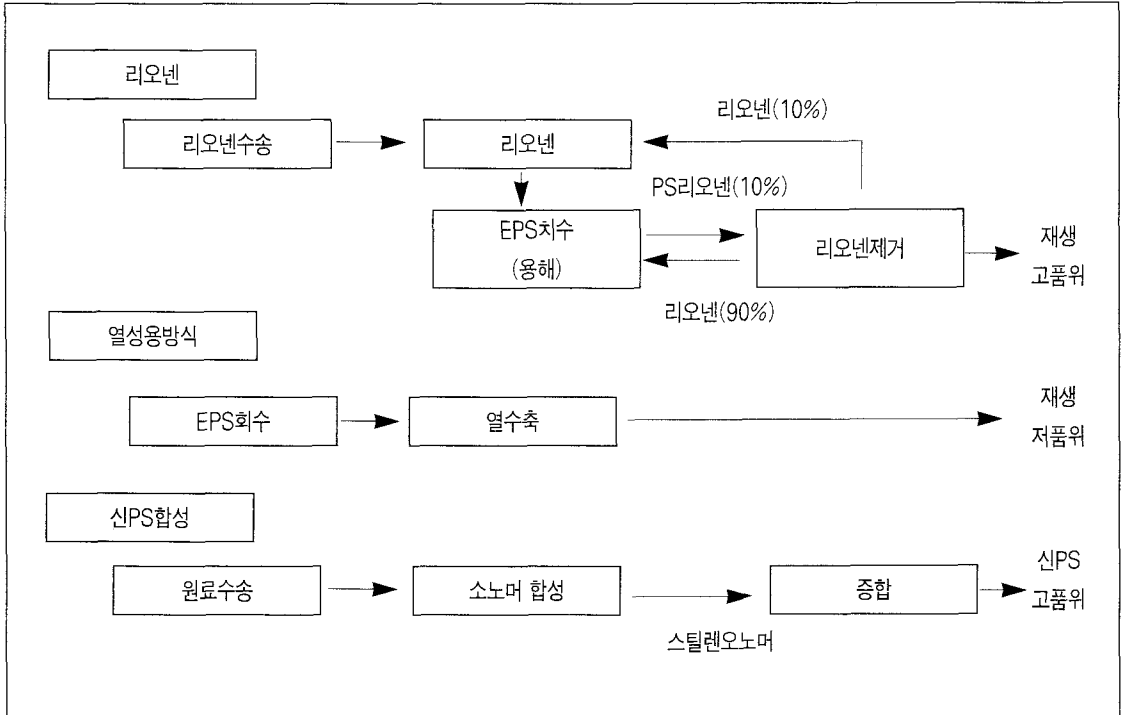 리오넨
리오넨(10%)
리오넨수송
리오넨
PS리오넨(10%)
EPS치수
(용해)
리오넨제거
재생
고품위
리오넨(90%)
열성용방식
EPS회수
열수축
재생
저품위
신PS합성
원료수송
소노머 합성
스틸렌오노머
증합
신PS
고품위